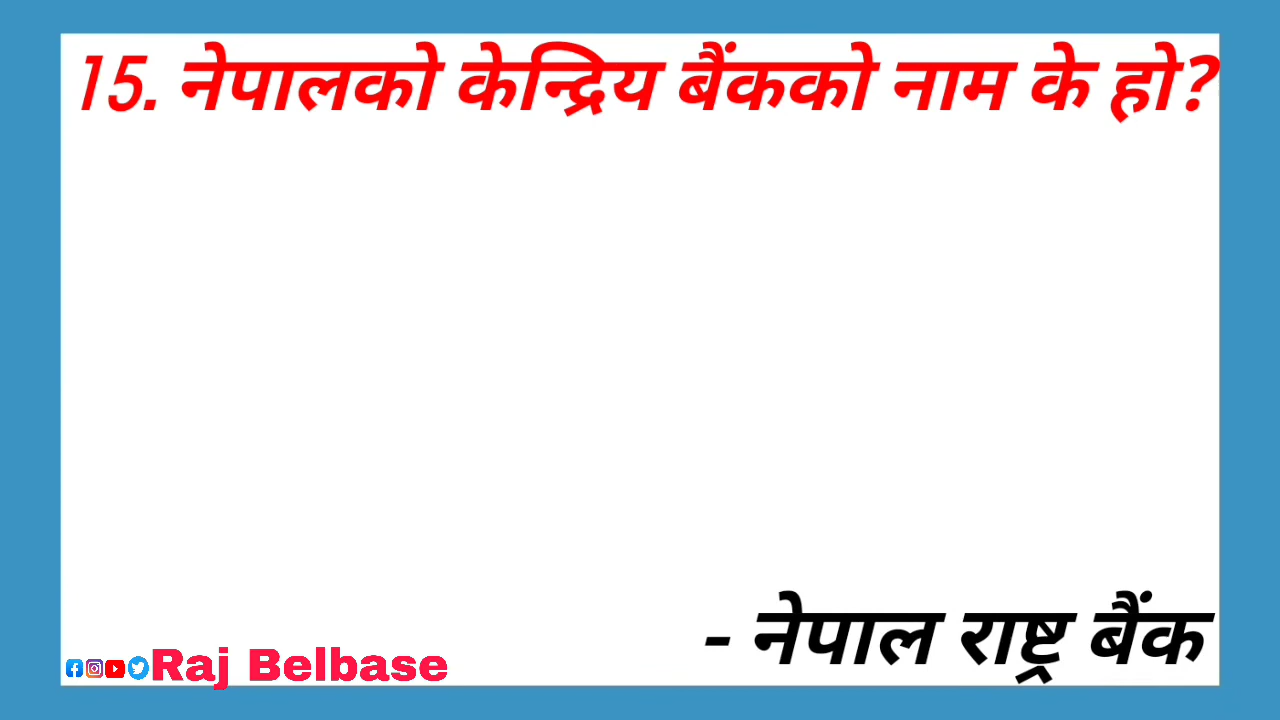 15. नेपालको केन्द्रिय बैंकको नाम के हो?
- नेपाल राष्ट्र बैंक
Raj Belbase